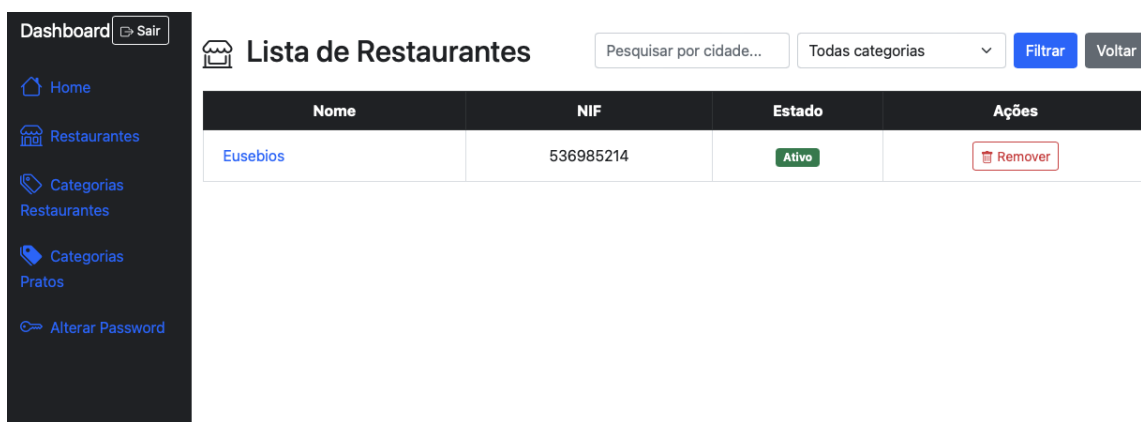 Dashboard Sair
Home
Restaurantes
Categorias
Restaurantes
Categorias
Pratos
Alterar Password
Lista de Restaurantes Pesquisar por cidade... Todas categorias Filtrar Voltar
Nome NIF Estado Ações
Eusebios 536985214 Ativo Remover